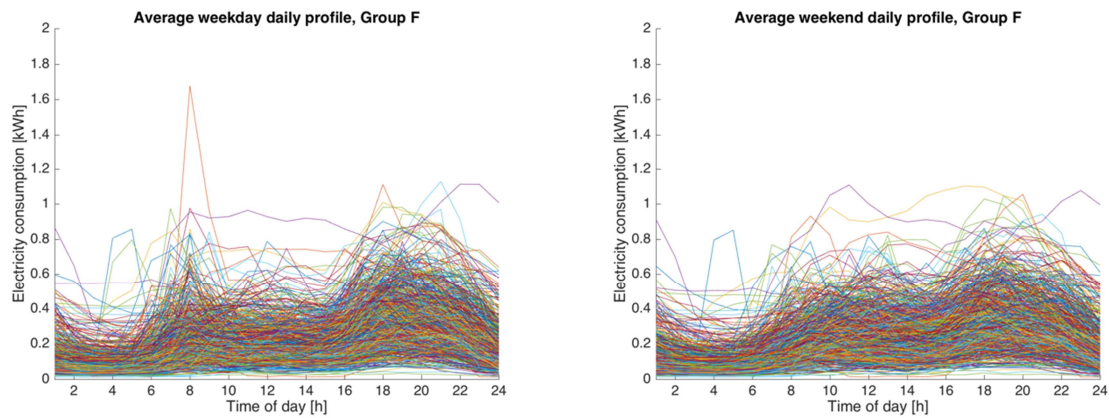 Average weekday daily profile, Group F
2
1.8
1.6
1.4
1.2
1
0.8
0.6
0.4
0.2
0
Electricity consumption [kWh]
2 4 6 8 10 12 14 16 18 20 22 24
Time of day [h]
Average weekend daily profile, Group F
2
1.8
1.6
1.4
1.2
1
0.8
0.6
0.4
0.2
0
Electricity consumption [kWh]
2 4 6 8 10 12 14 16 18 20 22 24
Time of day [h]